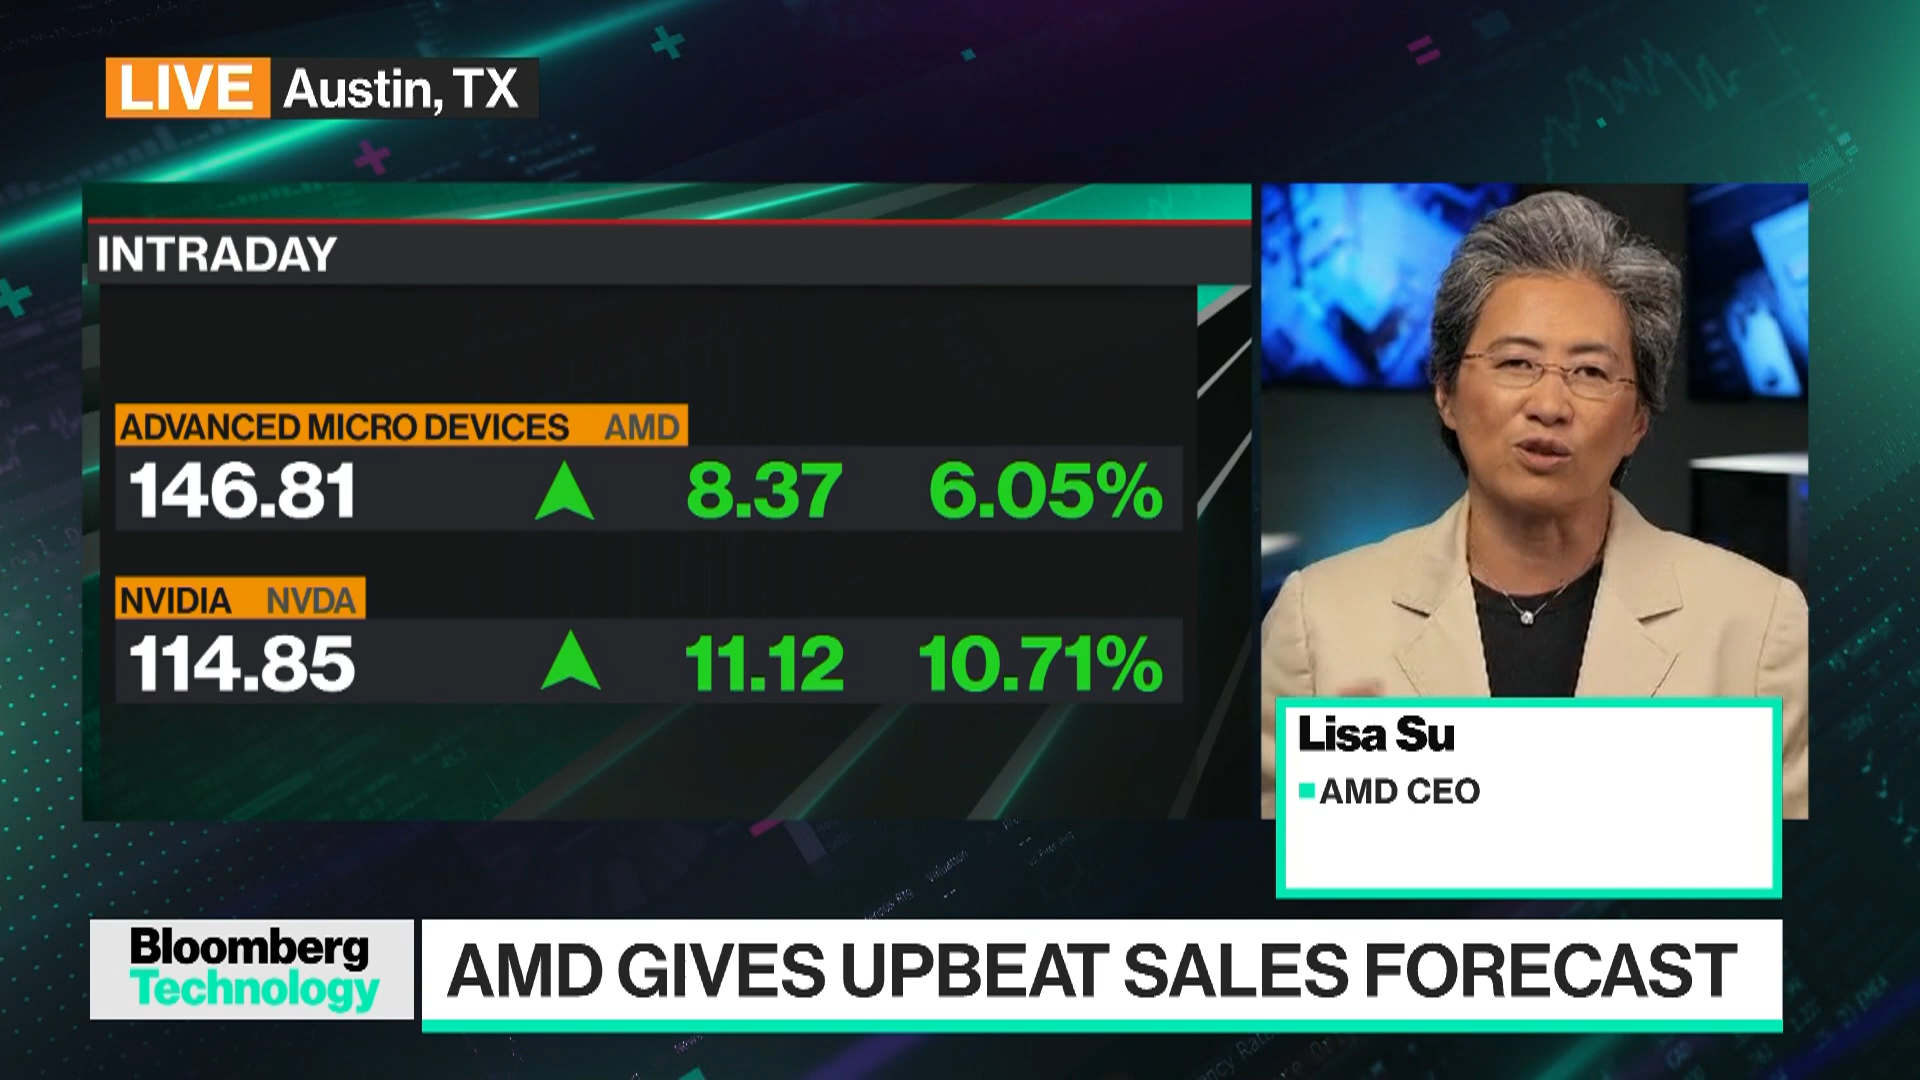 LIVE Austin, TX
INTRADAY
ADVANCED MICRO DEVICES AMD
146.81 8.37 6.05%
NVIDIA NVDA
114.85 11.12 10.71%
Lisa Su
AMD CEO
Bloomberg
Technology
AMD GIVES UPBEAT SALES FORECAST